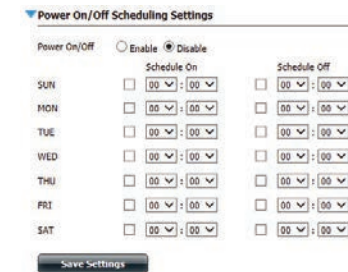 Power On/Off Scheduling Settings
Power On/Off Enable Disable
Schedule On Schedule Off
SUN 00 : 00 00 : 00
MON 00 : 00 00 : 00
TUE 00 : 00 00 : 00
WED 00 : 00 00 : 00
THU 00 : 00 00 : 00
FRI 00 : 00 00 : 00
SAT 00 : 00 00 : 00
Save Settings